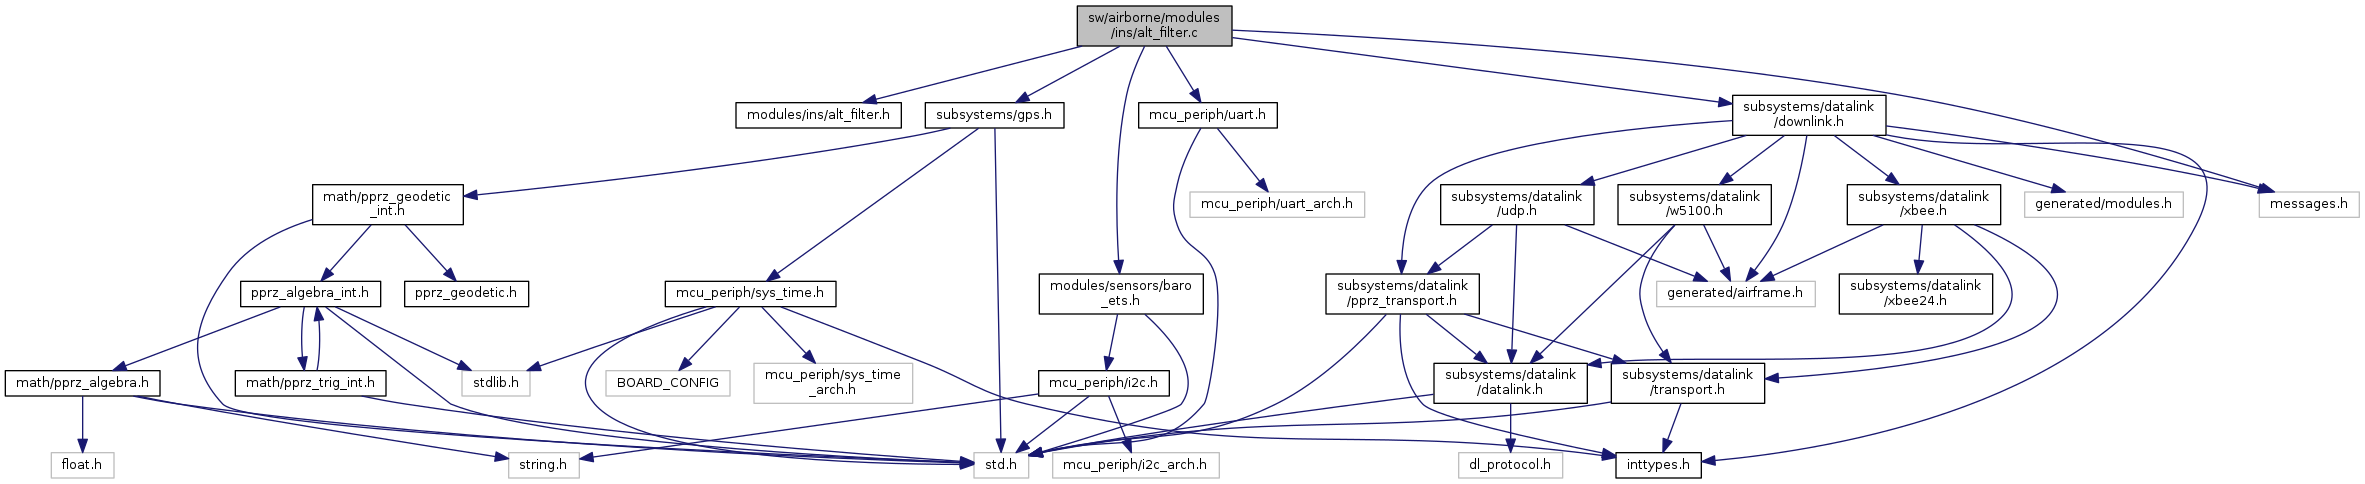 sw/airborne/modules
/ins/alt_filter.c
modules/ins/alt_filter.h
subsystems/gps.h
mcu_periph/uart.h
subsystems/datalink
/downlink.h
math/pprz_geodetic
_int.h
mcu_periph/uart_arch.h
subsystems/datalink
/udp.h
subsystems/datalink
/w5100.h
subsystems/datalink
/xbee.h
generated/modules.h
messages.h
pprz_algebra_int.h
pprz_geodetic.h
mcu_periph/sys_time.h
modules/sensors/baro
_ets.h
subsystems/datalink
/pprz_transport.h
generated/airframe.h
subsystems/datalink
/xbee24.h
math/pprz_algebra.h
math/pprz_trig_int.h
stdlib.h
BOARD_CONFIG
mcu_periph/sys_time
_arch.h
mcu_periph/i2c.h
subsystems/datalink
/datalink.h
subsystems/datalink
/transport.h
float.h
string.h
std.h
mcu_periph/i2c_arch.h
dl_protocol.h
inttypes.h